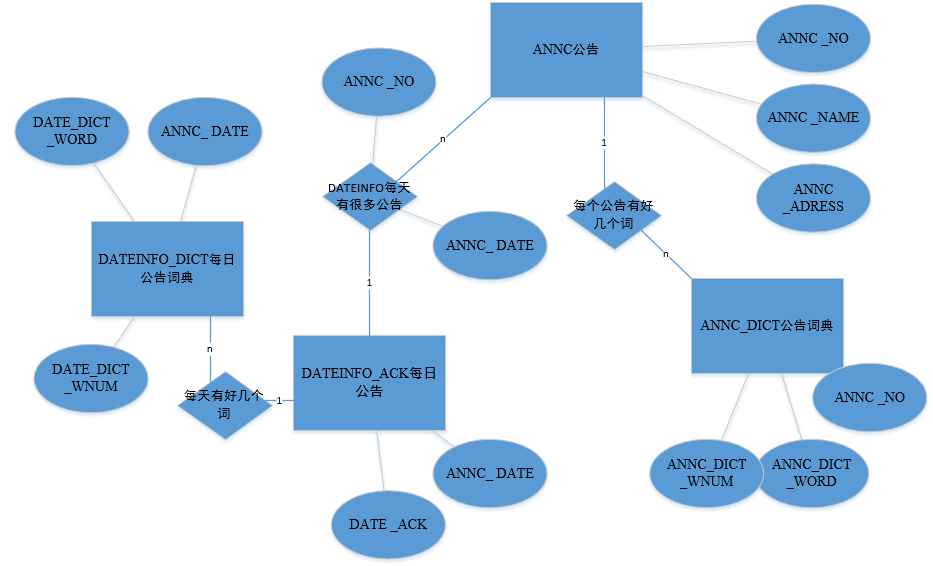 ANNC公告
ANNC _NO
ANNC _NO
DATE_DICT
_WORD
ANNC_ DATE
ANNC _NAME
n
1
DATEINFO每天
有很多公告
ANNC
_ADRESS
每个公告有好
几个词
ANNC_ DATE
n
DATEINFO_DICT每日
公告词典
1
ANNC_DICT公告词典
n
DATE_DICT
_WNUM
DATEINFO_ACK每日
公告
每天有好几个
词
1
ANNC _NO
ANNC_ DATE
ANNC_DICT
_WNUM
ANNC_DICT
_WORD
DATE _ACK